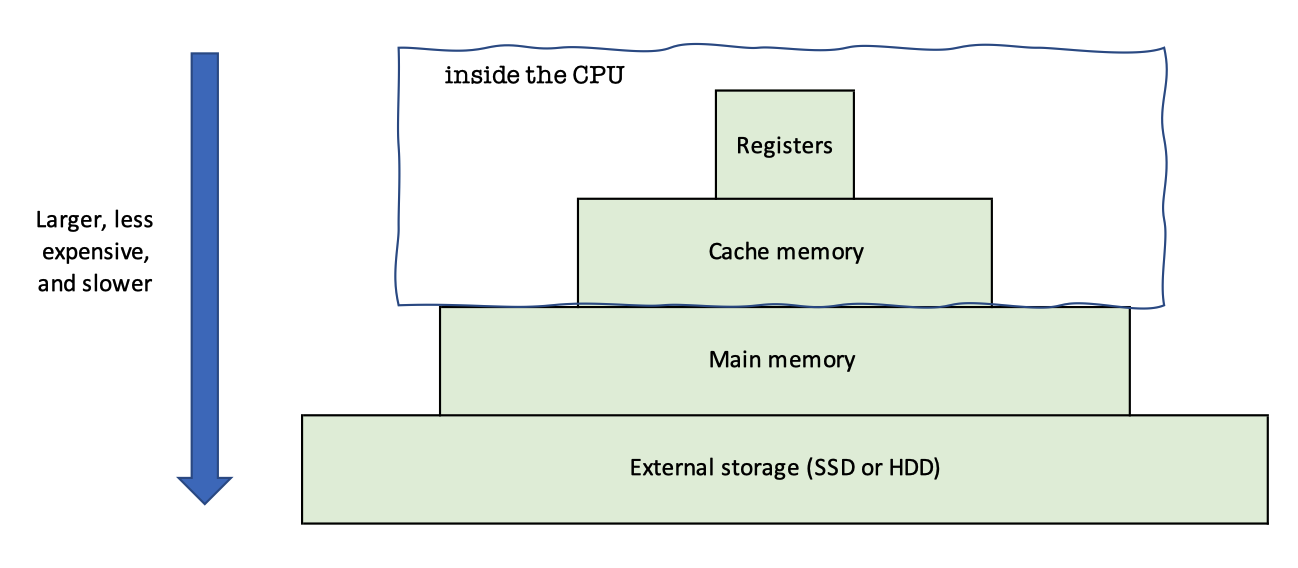 inside the CPU
Registers
Larger, less
expensive,
and slower
Cache memory
Main memory
External storage (SSD or HDD)